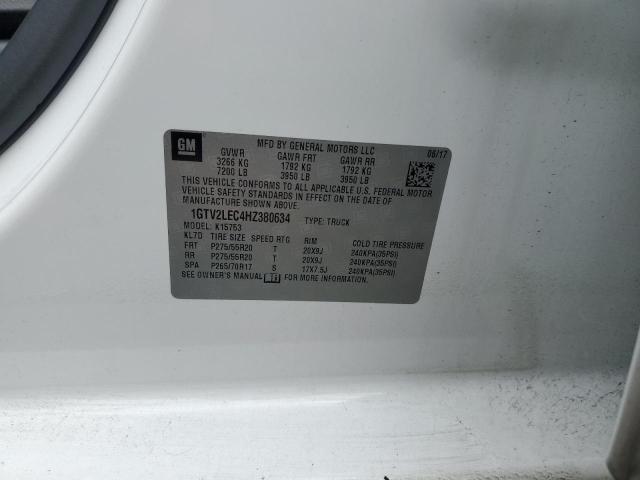 GM
MFD BY GENERAL MOTORS LLC
06/17
GVWR GAWR FRT GAWR RR
3266 KG 1792 KG 1792 KG
7200 LB 3950 LB 3950 LB
THIS VEHICLE CONFORMS TO ALL APPLICABLE U.S. FEDERAL MOTOR
VEHICLE SAFETY STANDARDS IN EFFECT ON THE DATE OF
MANUFACTURE SHOWN ABOVE.
1GTV2LEC4HZ380634 TYPE: TRUCK
MODEL: K15753
KL7D TIRE SIZE SPEED RTG RIM COLD TIRE PRESSURE
FRT P275/55R20 T 20X9J 240KPA(35PSI)
RR P275/55R20 T 20X9J 240KPA(35PSI)
SPA P265/70R17 S 17X7.5J 240KPA(35PSI)
SEE OWNER'S MANUAL